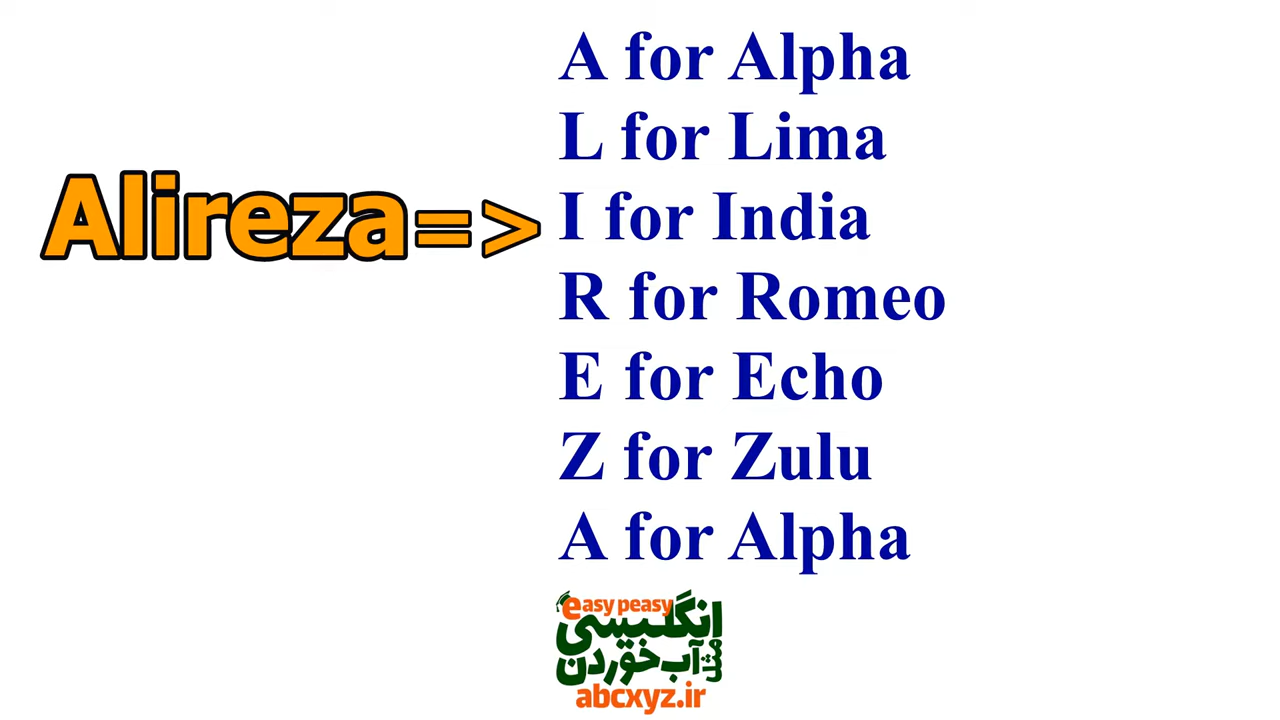 Alireza=>
A for Alpha
L for Lima
I for India
R for Romeo
E for Echo
Z for Zulu
A for Alpha
easy peasy
انگلیسی
مثل آب خوردن
abcxyz.ir